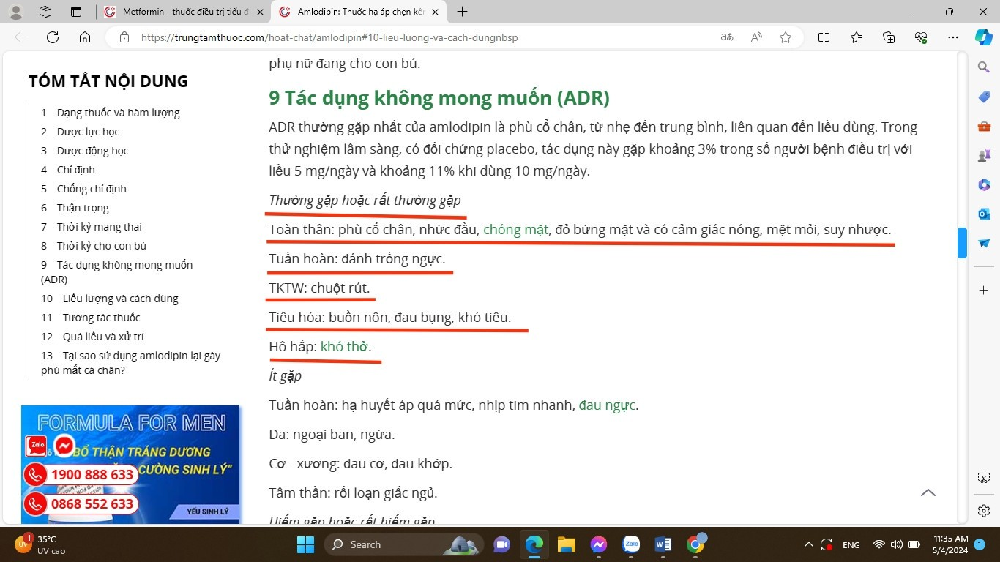 Metformin - thuốc điều trị tiểu đ
Amlodipin: Thuốc hạ áp chẹn kên
https://trungtamthuoc.com/hoat-chat/amlodipin#10-lieu-luong-va-cach-dungnbsp
phụ nữ đang cho con bú.
TÓM TẮT NỘI DUNG
1 Dạng thuốc và hàm lượng
2 Dược lực học
3 Dược động học
4 Chỉ định
5 Chống chỉ định
6 Thận trọng
7 Thời kỳ mang thai
8 Thời kỳ cho con bú
9 Tác dụng không mong muốn
(ADR)
10 Liều lượng và cách dùng
11 Tương tác thuốc
12 Quá liều và xử trí
13 Tại sao sử dụng amlodipin lại gây
phù mắt cá chân?
9 Tác dụng không mong muốn (ADR)
ADR thường gặp nhất của amlodipin là phù cổ chân, từ nhẹ đến trung bình, liên quan đến liều dùng. Trong
thử nghiệm lâm sàng, có đối chứng placebo, tác dụng này gặp khoảng 3% trong số người bệnh điều trị với
liều 5 mg/ngày và khoảng 11% khi dùng 10 mg/ngày.
Thường gặp hoặc rất thường gặp
Toàn thân: phù cổ chân, nhức đầu, chóng mặt, đỏ bừng mặt và có cảm giác nóng, mệt mỏi, suy nhược.
Tuần hoàn: đánh trống ngực.
TKTW: chuột rút.
Tiêu hóa: buồn nôn, đau bụng, khó tiêu.
Hô hấp: khó thở.
Ít gặp
Tuần hoàn: hạ huyết áp quá mức, nhịp tim nhanh, đau ngực.
Da: ngoại ban, ngứa.
Cơ - xương: đau cơ, đau khớp.
Tâm thần: rối loạn giấc ngủ.
Hiếm gặp hoặc rất hiếm gặp
FORMULA FOR MEN
Zalo
BỔ THẬN TRÁNG DƯƠNG
CƯỜNG SINH LÝ”
1900 888 633
0868 552 633
YẾU SINH LÝ
UV
1
35°C
UV cao
Search
Zalo
ENG
11:35 AM
5/4/2024
1